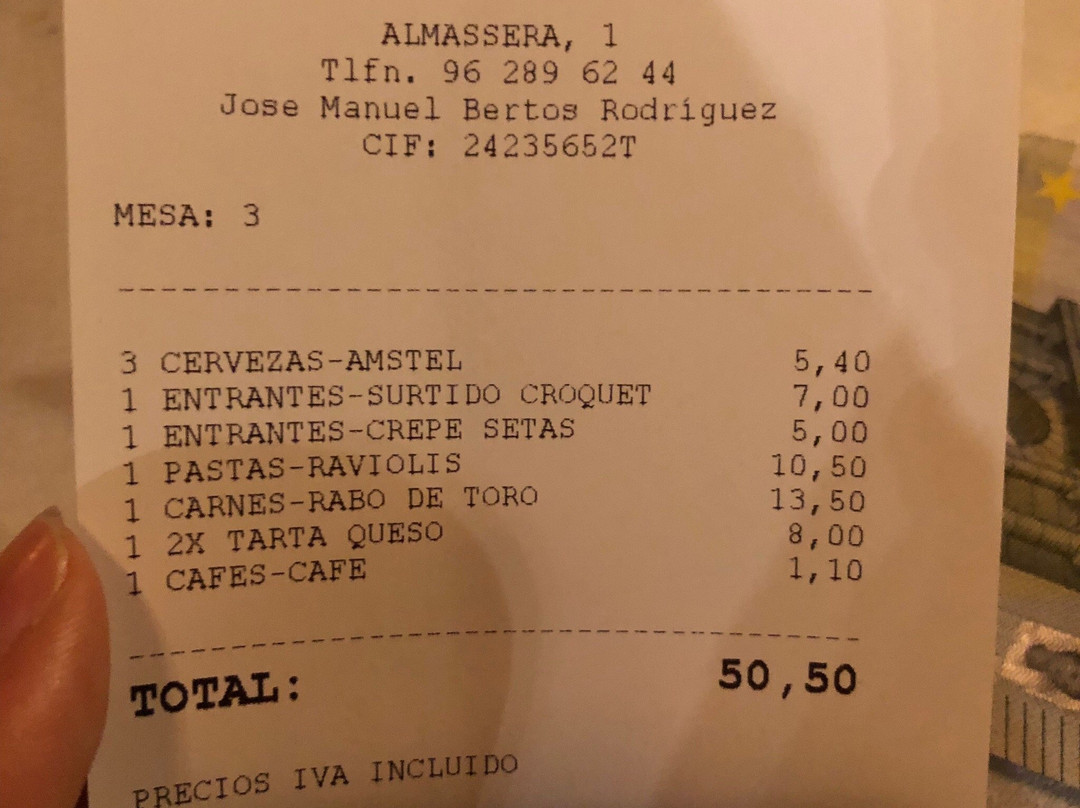 ALMASSERA, 1
Tlfn. 96 289 62 44
Jose Manuel Bertos Rodríguez
CIF: 24235652T
MESA: 3
3 CERVEZAS-AMSTEL 5,40
1 ENTRANTES-SURTIDO CROQUET 7,00
1 ENTRANTES-CREPE SETAS 5,00
1 PASTAS-RAVIOLIS 10,50
1 CARNES-RABO DE TORO 13,50
1 2X TARTA QUESO 8,00
1 CAFES-CAFE 1,10
TOTAL: 50,50
PRECIOS IVA INCLUIDO